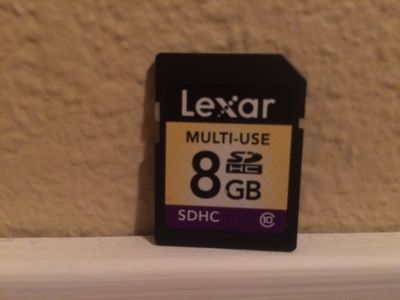 Lexar
MULTI-USE
8 GB
SD
HC
SDHC
10